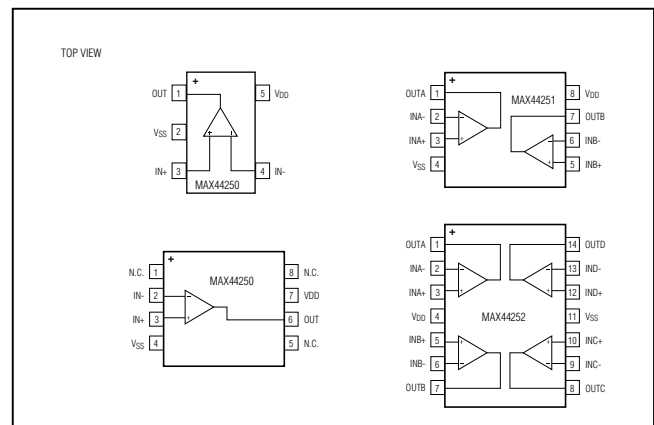 TOP VIEW
+
OUT 1
5 VDD
VSS 2
+ -
IN+ 3
4 IN-
MAX44250
+
OUTA 1
8 VDD
MAX44251
INA- 2
-
7 OUTB
INA+ 3
+
-
6 INB-
VSS 4
+
5 INB+
+
N.C. 1
8 N.C.
MAX44250
IN- 2
-
7 VDD
IN+ 3
+
6 OUT
VSS 4
5 N.C.
+
OUTA 1
14 OUTD
INA- 2
-
-
13 IND-
INA+ 3
+
+
12 IND+
VDD 4
MAX44252
11 VSS
INB+ 5
+
+
10 INC+
INB- 6
-
-
9 INC-
OUTB 7
8 OUTC